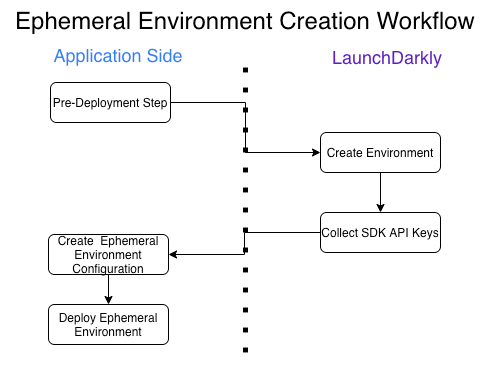 Ephemeral Environment Creation Workflow
Application Side
LaunchDarkly
Pre-Deployment Step
Create Environment
Collect SDK API Keys
Create Ephemeral
Environment
Configuration
Deploy Ephemeral
Environment